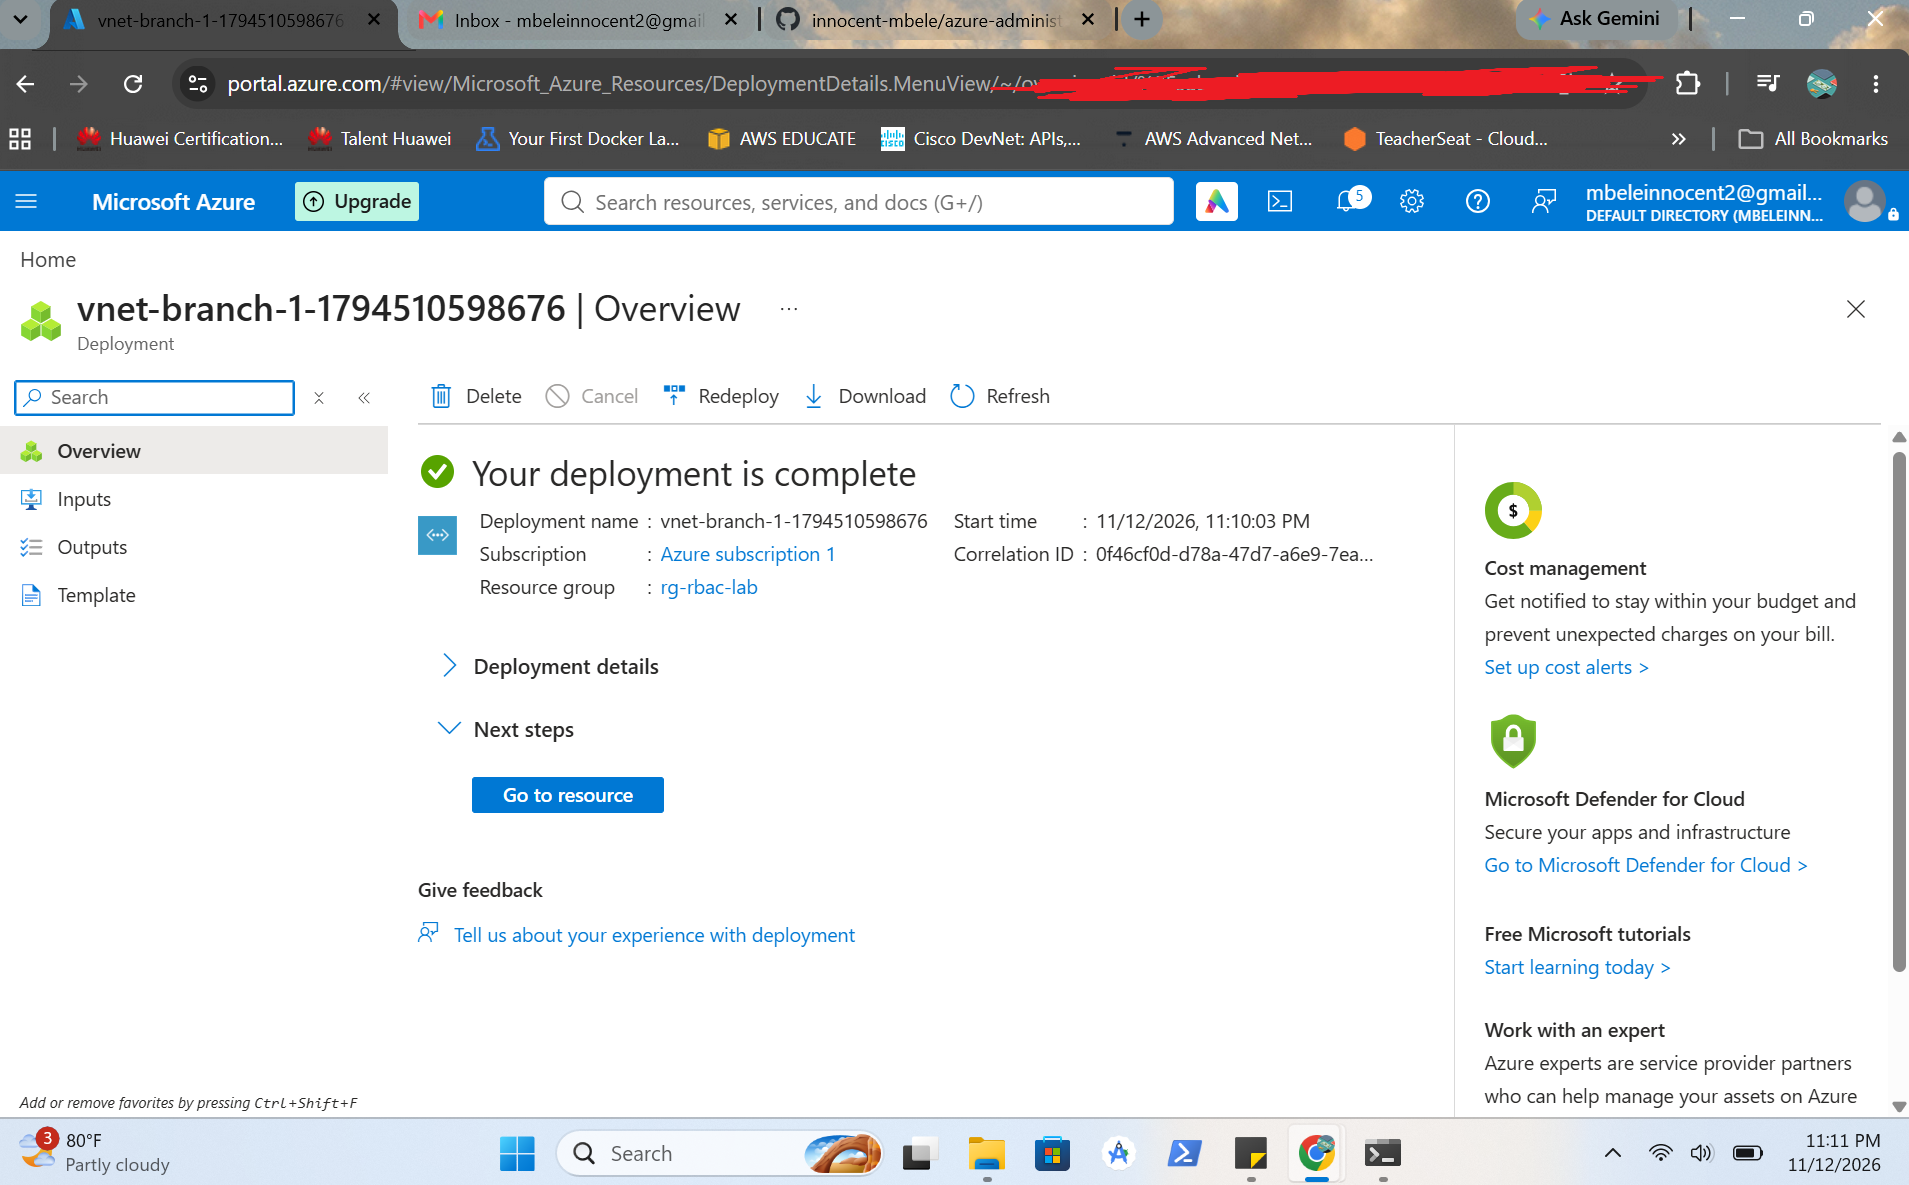 vnet-branch-1-1794510598676
Inbox - mbeleinnocent2@gmail
innocent-mbele/azure-administ
Ask Gemini
portal.azure.com/#view/Microsoft_Azure_Resources/DeploymentDetails.MenuView/~/o
Huawei Certification...
Talent Huawei
Your First Docker La...
AWS EDUCATE
Cisco DevNet: APIs,...
AWS Advanced Net...
TeacherSeat - Cloud...
All Bookmarks
Microsoft Azure
Upgrade
Search resources, services, and docs (G+/)
5
mbeleinnocent2@gmail...
DEFAULT DIRECTORY (MBELEINN...
Home
vnet-branch-1-1794510598676 | Overview
Deployment
Search
Overview
Inputs
Outputs
Template
Delete
Cancel
Redeploy
Download
Refresh
Your deployment is complete
Deployment name : vnet-branch-1-1794510598676
Subscription : Azure subscription 1
Resource group : rg-rbac-lab
Start time : 11/12/2026, 11:10:03 PM
Correlation ID : 0f46cf0d-d78a-47d7-a6e9-7ea...
Deployment details
Next steps
Go to resource
Give feedback
Tell us about your experience with deployment
$
Cost management
Get notified to stay within your budget and
prevent unexpected charges on your bill.
Set up cost alerts >
Microsoft Defender for Cloud
Secure your apps and infrastructure
Go to Microsoft Defender for Cloud >
Free Microsoft tutorials
Start learning today >
Work with an expert
Azure experts are service provider partners
who can help manage your assets on Azure
Add or remove favorites by pressing Ctrl+Shift+F
3
80°F
Partly cloudy
Search
11:11 PM
11/12/2026